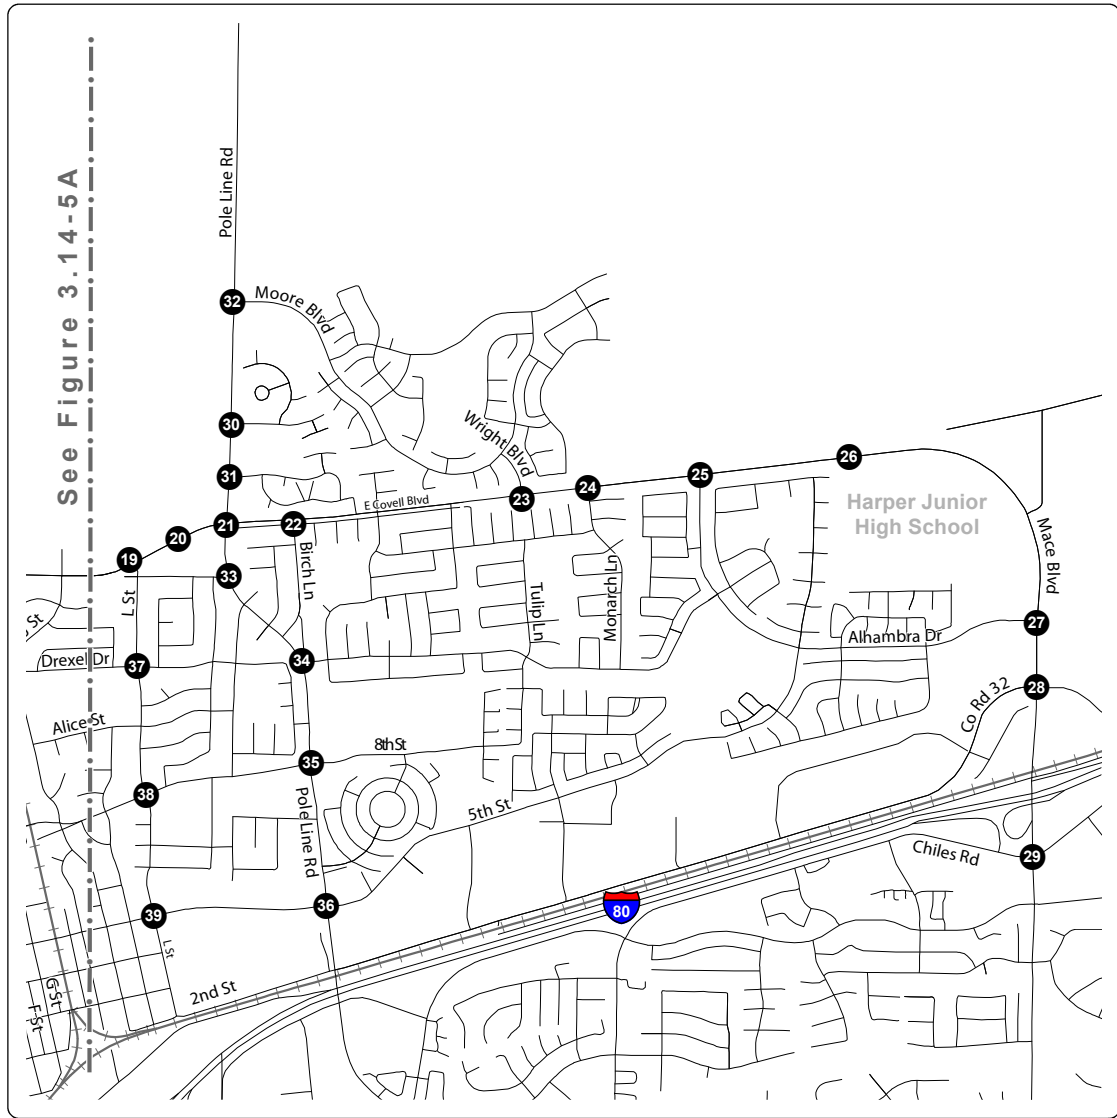 See Figure 3.14-5A
Pole Line Rd
32
Moore Blvd
30
Wright Blvd
31
26
25
24
23
E Covell Blvd
Harper Junior
High School
21
22
20
19
Birch Ln
Mace Blvd
33
L St
Tulip Ln
Monarch Ln
27
St
Alhambra Dr
Drexel Dr
37
34
28
Co Rd 32
Alice St
8th St
35
38
5th St
Pole Line Rd
Chiles Rd
29
36
39
80
L St
2nd St
G St
F St